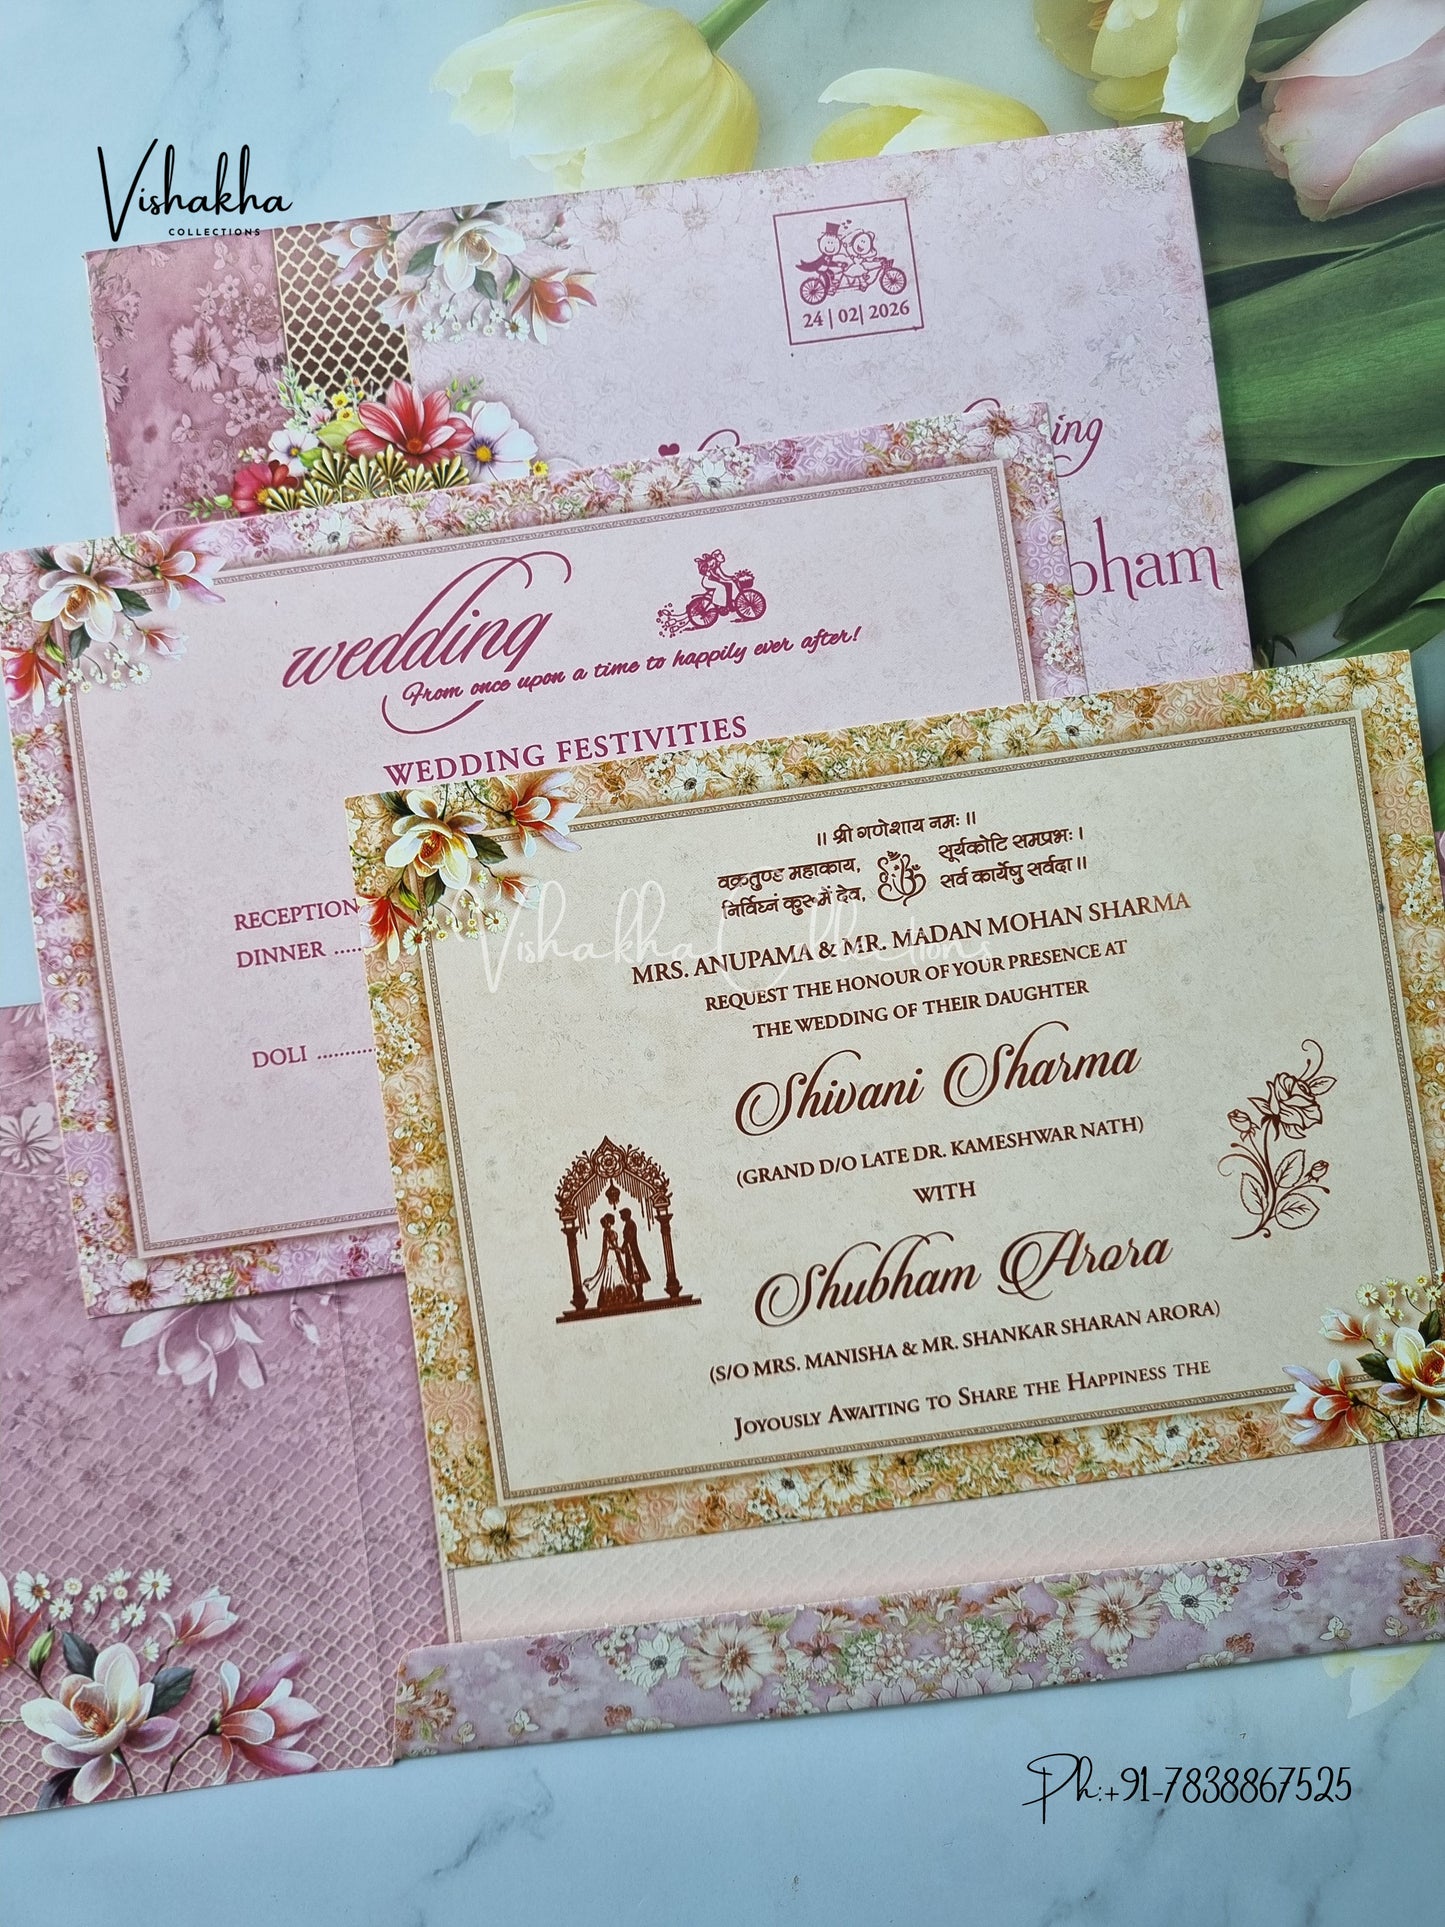 Vishakha
COLLECTIONS
24 | 02| 2026
wedding
From once upon a time to happily ever after!
WEDDING FESTIVITIES
RECEPTION
DINNER .....
DOLI ...........
।। श्री गणेशाय नमः ।।
वक्रतुण्ड महाकाय, सूर्यकोटि समप्रभः ।
निर्विघ्नं कुरू में देव, सर्व कार्येषु सर्वदा ।।
MRS. ANUPAMA & MR. MADAN MOHAN SHARMA
REQUEST THE HONOUR OF YOUR PRESENCE AT
THE WEDDING OF THEIR DAUGHTER
Shivani Sharma
(GRAND D/O LATE DR. KAMESHWAR NATH)
WITH
Shubham Arora
(S/O MRS. MANISHA & MR. SHANKAR SHARAN ARORA)
JOYOUSLY AWAITING TO SHARE THE HAPPINESS THE
Vishakha Collections
Ph:+91-7838867525